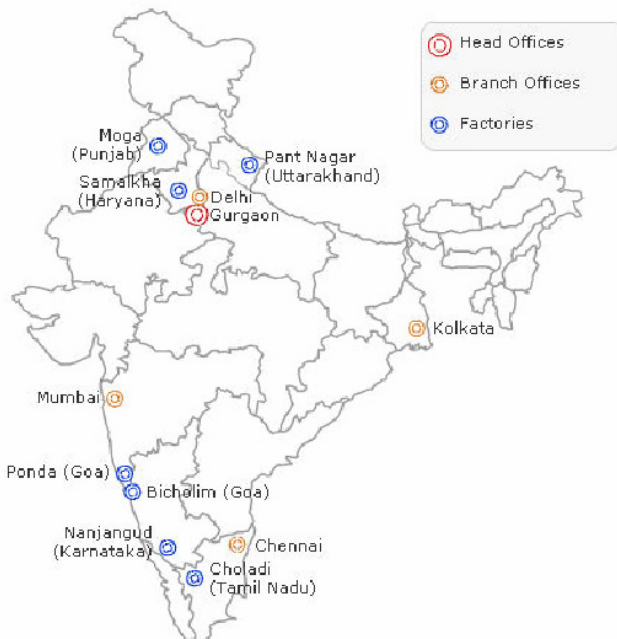 Head Offices
Branch Offices
Factories
Moga
(Punjab)
Pant Nagar
(Uttarakhand)
Samalkha
(Haryana)
Delhi
Gurgaon
Kolkata
Mumbai
Ponda (Goa)
Bicholim (Goa)
Nanjangud
(Karnataka)
Chennai
Choladi
(Tamil Nadu)